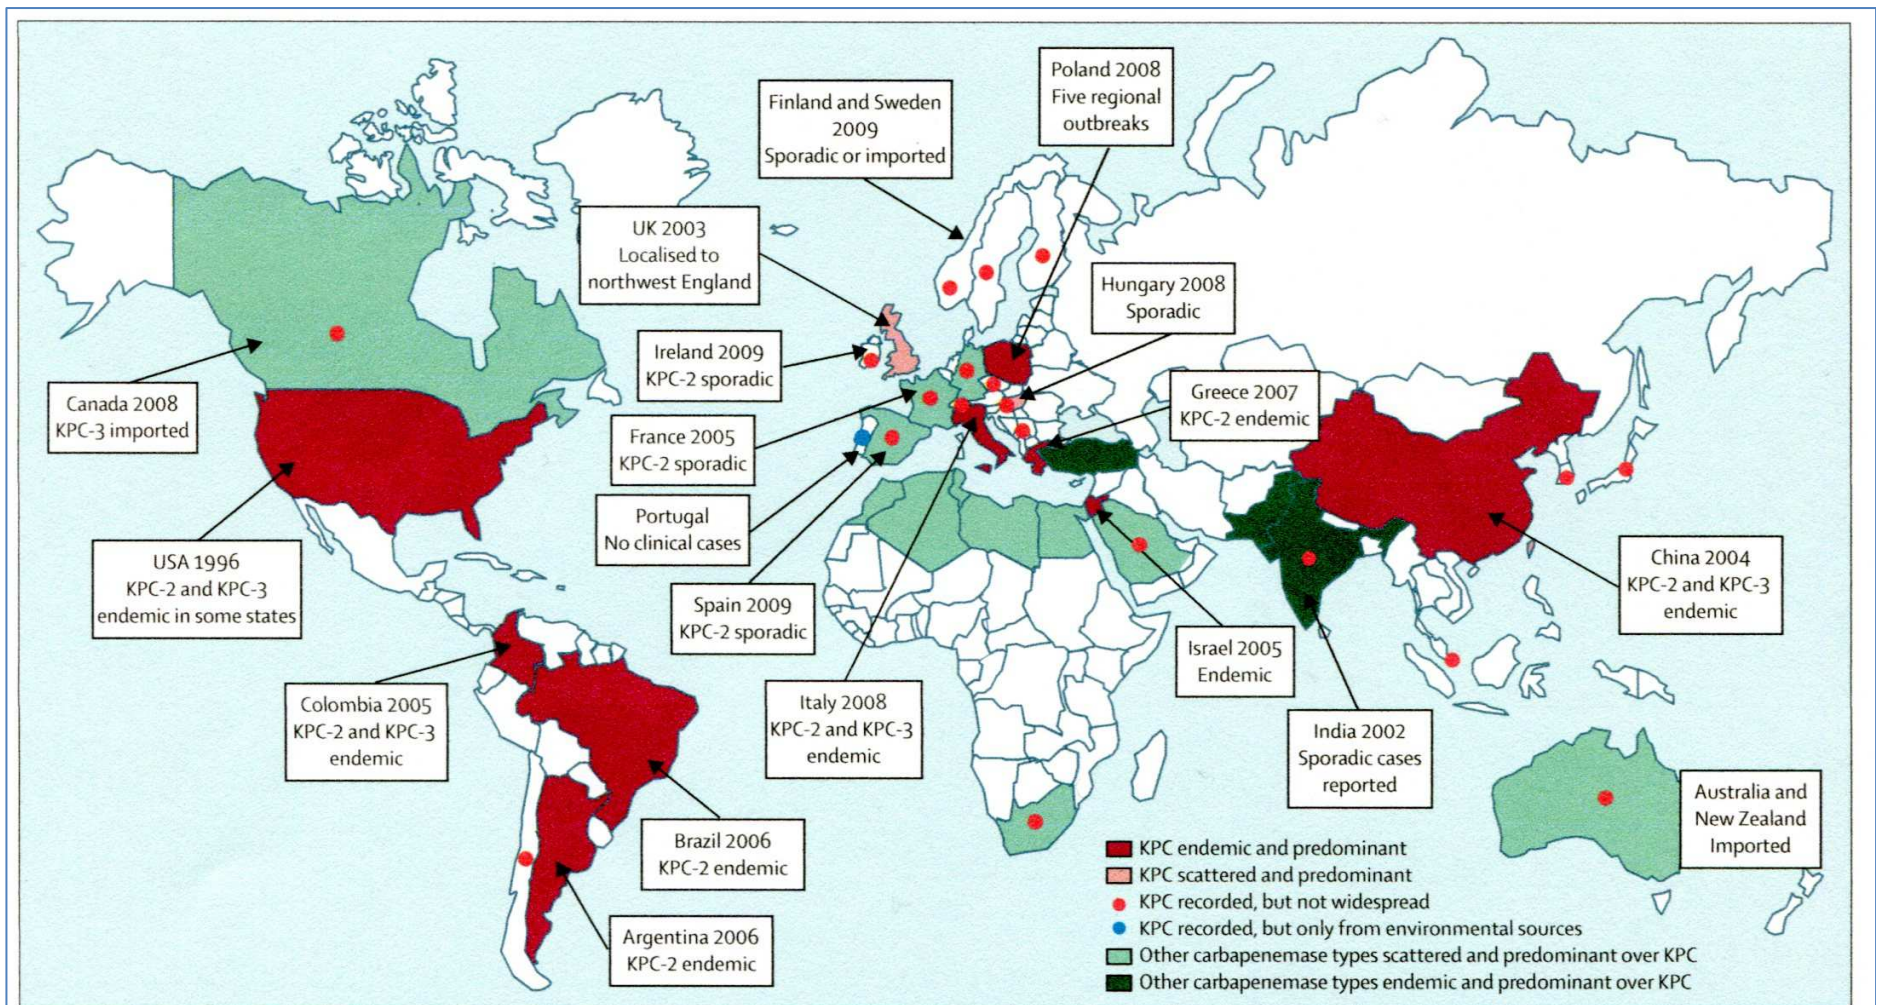 Poland 2008
Five regional
outbreaks
Finland and Sweden
2009
Sporadic or imported
UK 2003
Localised to
northwest England
Hungary 2008
Sporadic
Ireland 2009
KPC-2 sporadic
Greece 2007
KPC-2 endemic
Canada 2008
KPC-3 imported
France 2005
KPC-2 sporadic
Portugal
No clinical cases
USA 1996
KPC-2 and KPC-3
endemic in some states
China 2004
KPC-2 and KPC-3
endemic
Spain 2009
KPC-2 sporadic
Israel 2005
Endemic
Colombia 2005
KPC-2 and KPC-3
endemic
Italy 2008
KPC-2 and KPC-3
endemic
India 2002
Sporadic cases
reported
Australia and
New Zealand
Imported
Brazil 2006
KPC-2 endemic
Argentina 2006
KPC-2 endemic
KPC endemic and predominant
KPC scattered and predominant
KPC recorded, but not widespread
KPC recorded, but only from environmental sources
Other carbapenemase types scattered and predominant over KPC
Other carbapenemase types endemic and predominant over KPC